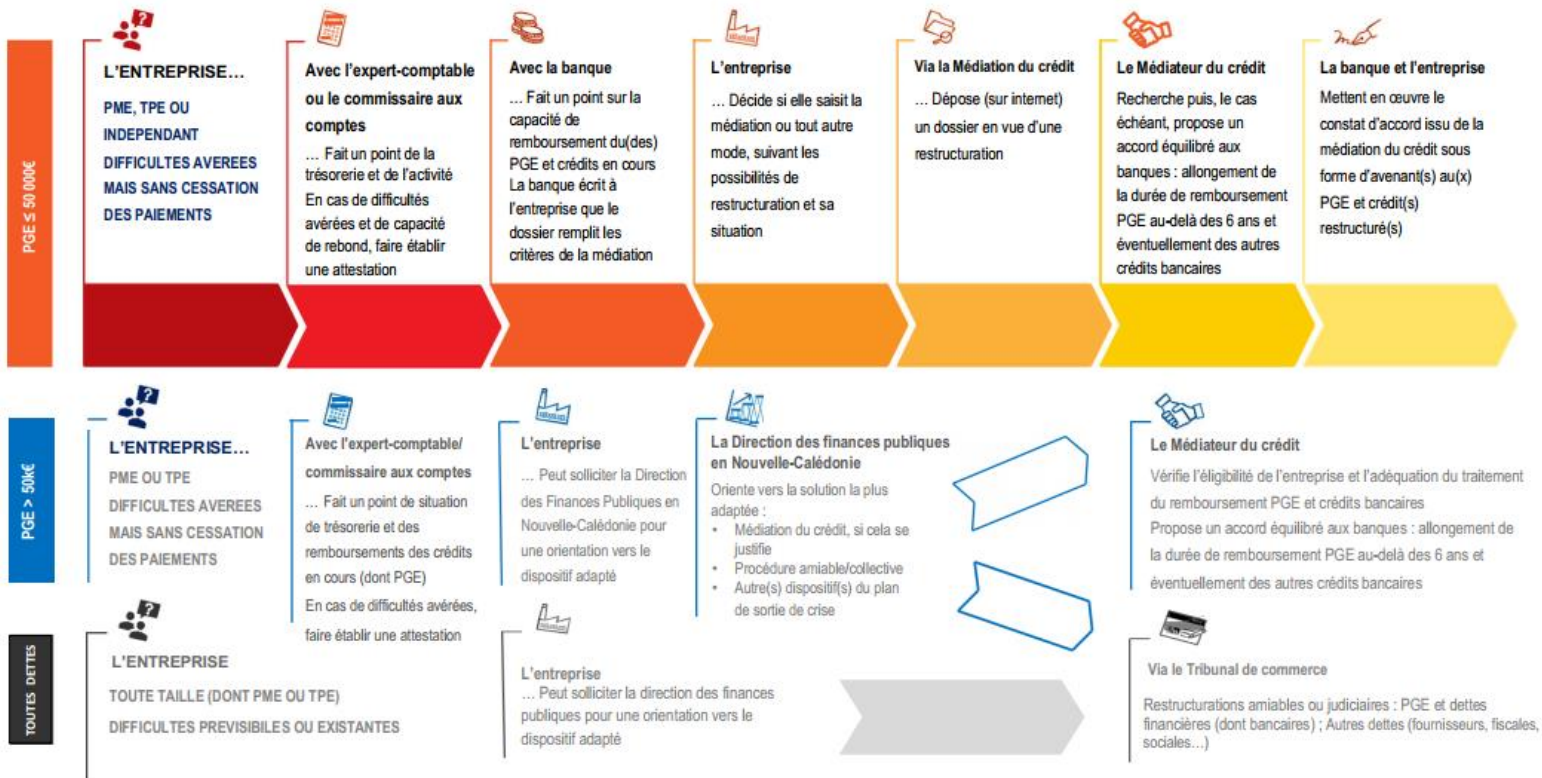 PGE ≤ 50 000€
L'ENTREPRISE…
PME, TPE OU
INDEPENDANT
DIFFICULTES AVEREES
MAIS SANS CESSATION
DES PAIEMENTS
Avec l'expert-comptable
ou le commissaire aux
comptes
… Fait un point de la
trésorerie et de l'activité
En cas de difficultés
avérées et de capacité
de rebond, faire établir
une attestation
Avec la banque
… Fait un point sur la
capacité de
remboursement du(des)
PGE et crédits en cours
La banque écrit à
l'entreprise que le
dossier remplit les
critères de la médiation
L'entreprise
… Décide si elle saisit la
médiation ou tout autre
mode, suivant les
possibilités de
restructuration et sa
situation
Via la Médiation du crédit
… Dépose (sur internet)
un dossier en vue d'une
restructuration
Le Médiateur du crédit
Recherche puis, le cas
échéant, propose un
accord équilibré aux
banques : allongement de
la durée de remboursement
PGE au-delà des 6 ans et
éventuellement des autres
crédits bancaires
La banque et l'entreprise
Mettent en œuvre le
constat d'accord issu de la
médiation du crédit sous
forme d'avenant(s) au(x)
PGE et crédit(s)
restructuré(s)
PGE > 50k€
L'ENTREPRISE…
PME OU TPE
DIFFICULTES AVEREES
MAIS SANS CESSATION
DES PAIEMENTS
Avec l'expert-comptable/
commissaire aux comptes
… Fait un point de situation
de trésorerie et des
remboursements des crédits
en cours (dont PGE)
En cas de difficultés avérées,
faire établir une attestation
L'entreprise
… Peut solliciter la Direction
des Finances Publiques en
Nouvelle-Calédonie pour
une orientation vers le
dispositif adapté
La Direction des finances publiques
en Nouvelle-Calédonie
Oriente vers la solution la plus
adaptée :
• Médiation du crédit, si cela se
justifie
• Procédure amiable/collective
• Autre(s) dispositif(s) du plan
de sortie de crise
Le Médiateur du crédit
Vérifie l'éligibilité de l'entreprise et l'adéquation du traitement
du remboursement PGE et crédits bancaires
Propose un accord équilibré aux banques : allongement de
la durée de remboursement PGE au-delà des 6 ans et
éventuellement des autres crédits bancaires
TOUTES DETTES
L'ENTREPRISE
TOUTE TAILLE (DONT PME OU TPE)
DIFFICULTES PREVISIBILES OU EXISTANTES
L'entreprise
… Peut solliciter la direction des finances
publiques pour une orientation vers le
dispositif adapté
Via le Tribunal de commerce
Restructurations amiables ou judiciaires : PGE et dettes
financières (dont bancaires) ; Autres dettes (fournisseurs, fiscales,
sociales…)